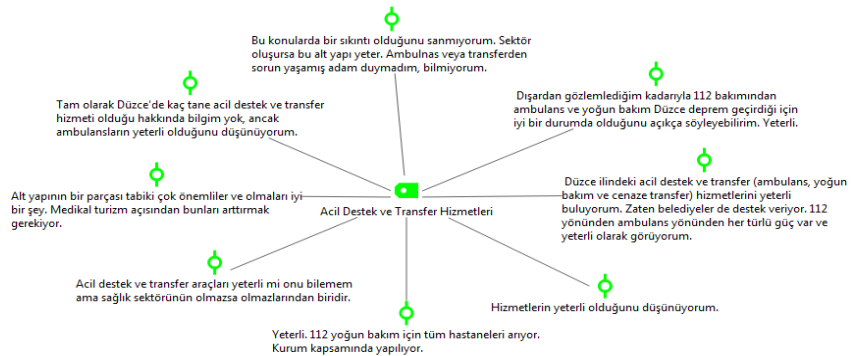 Bu konularda bir sıkıntı olduğunu sanmıyorum. Sektör
oluşursa bu alt yapı yeter. Ambulnas veya transferden
sorun yaşamış adam duymadım, bilmiyorum.
Tam olarak Düzce'de kaç tane acil destek ve transfer
hizmeti olduğu hakkında bilgim yok, ancak
ambulansların yeterli olduğunu düşünüyorum.
Dışardan gözlemlediğim kadarıyla 112 bakımından
ambulans ve yoğun bakım Düzce deprem geçirdiği için
iyi bir durumda olduğunu açıkça söyleyebilirim. Yeterli.
Alt yapının bir parçası tabiki çok önemliler ve olmaları iyi
bir şey. Medikal turizm açısından bunları arttırmak
gerekiyor.
Acil Destek ve Transfer Hizmetleri
Düzce ilindeki acil destek ve transfer (ambulans, yoğun
bakım ve cenaze transfer) hizmetlerini yeterli
buluyorum. Zaten belediyeler de destek veriyor. 112
yönünden ambulans yönünden her türlü güç var ve
yeterli olarak görüyorum.
Acil destek ve transfer araçları yeterli mi onu bilemem
ama sağlık sektörünün olmazsa olmazlarından biridir.
Hizmetlerin yeterli olduğunu düşünüyorum.
Yeterli. 112 yoğun bakım için tüm hastaneleri arıyor.
Kurum kapsamında yapılıyor.